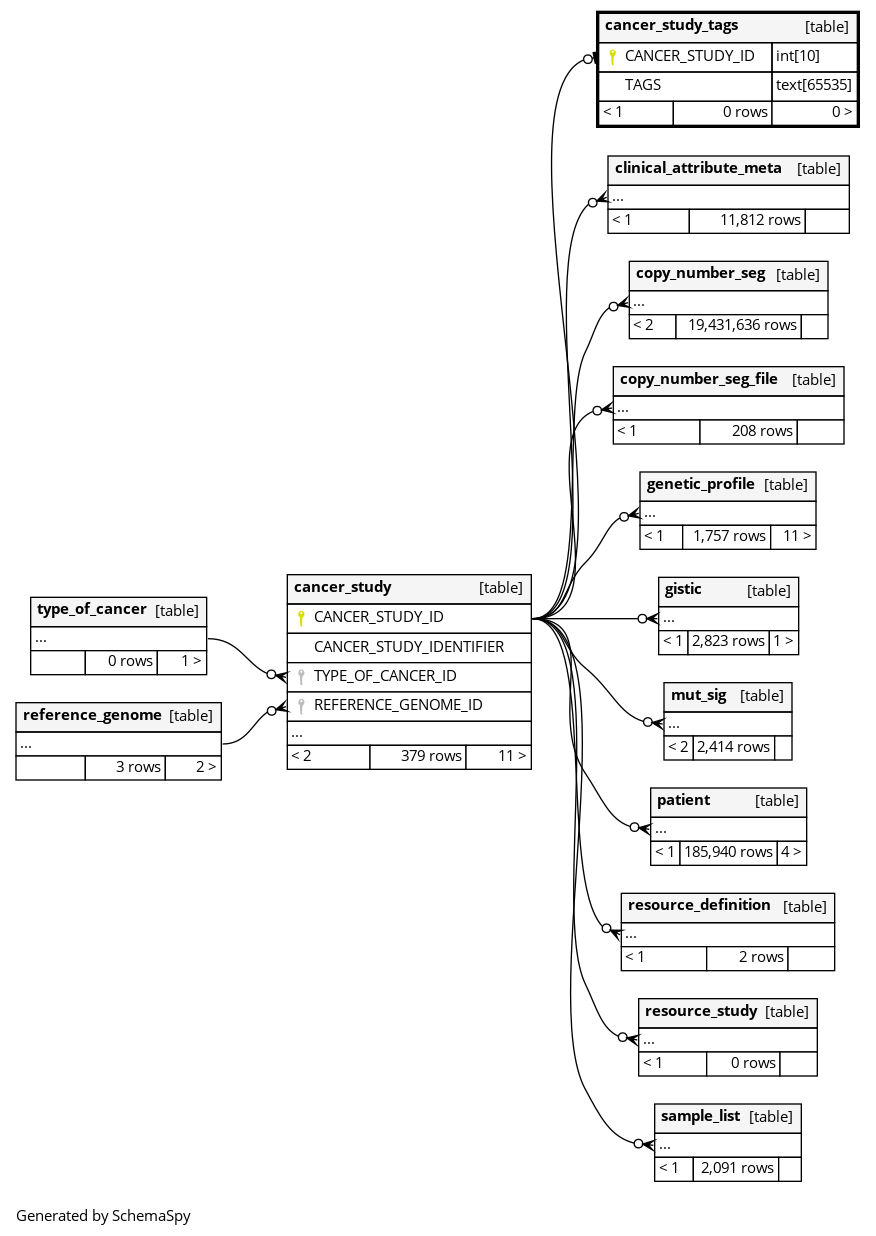 cancer_study_tags [table]
CANCER_STUDY_ID int[10]
TAGS text[65535]
< 1 0 rows 0 >
clinical_attribute_meta [table]
...
< 1 11,812 rows
copy_number_seg [table]
...
< 2 19,431,636 rows
copy_number_seg_file [table]
...
< 1 208 rows
genetic_profile [table]
...
< 1 1,757 rows 11 >
type_of_cancer [table]
...
0 rows 1 >
reference_genome [table]
...
3 rows 2 >
cancer_study [table]
CANCER_STUDY_ID
CANCER_STUDY_IDENTIFIER
TYPE_OF_CANCER_ID
REFERENCE_GENOME_ID
...
< 2 379 rows 11 >
gistic [table]
...
< 1 2,823 rows 1 >
mut_sig [table]
...
< 2 2,414 rows
patient [table]
...
< 1 185,940 rows 4 >
resource_definition [table]
...
< 1 2 rows
resource_study [table]
...
< 1 0 rows
sample_list [table]
...
< 1 2,091 rows
Generated by SchemaSpy